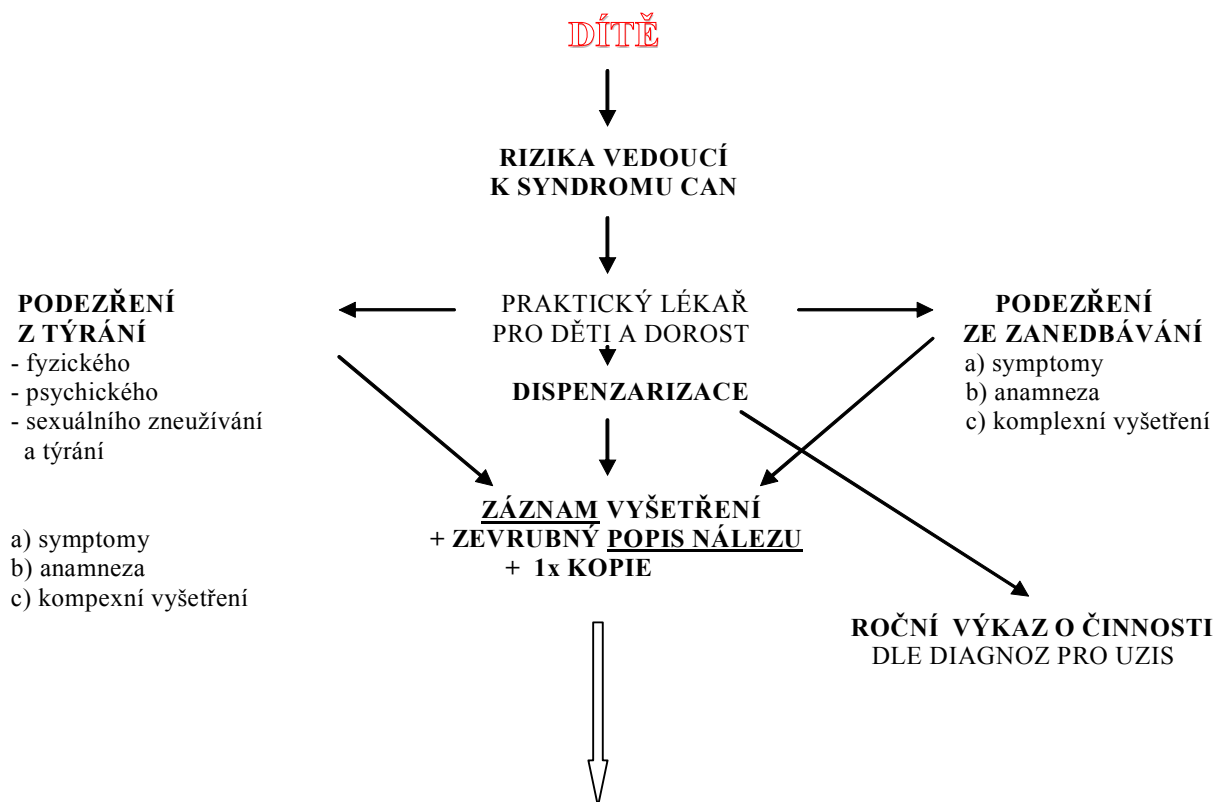 DÍTĚ
RIZIKA VEDOUCÍ
K SYNDROMU CAN
PODEZŘENÍ
Z TÝRÁNÍ
- fyzického
- psychického
- sexuálního zneužívání
a týrání
a) symptomy
b) anamneza
c) kompexní vyšetření
PRAKTICKÝ LÉKAŘ
PRO DĚTI A DOROST
DISPENZARIZACE
PODEZŘENÍ
ZE ZANEDBÁVÁNÍ
a) symptomy
b) anamneza
c) komplexní vyšetření
ZÁZNAM VYŠETŘENÍ
+ ZEVRUBNÝ POPIS NÁLEZU
+ 1x KOPIE
ROČNÍ VÝKAZ O ČINNOSTI
DLE DIAGNOZ PRO UZIS